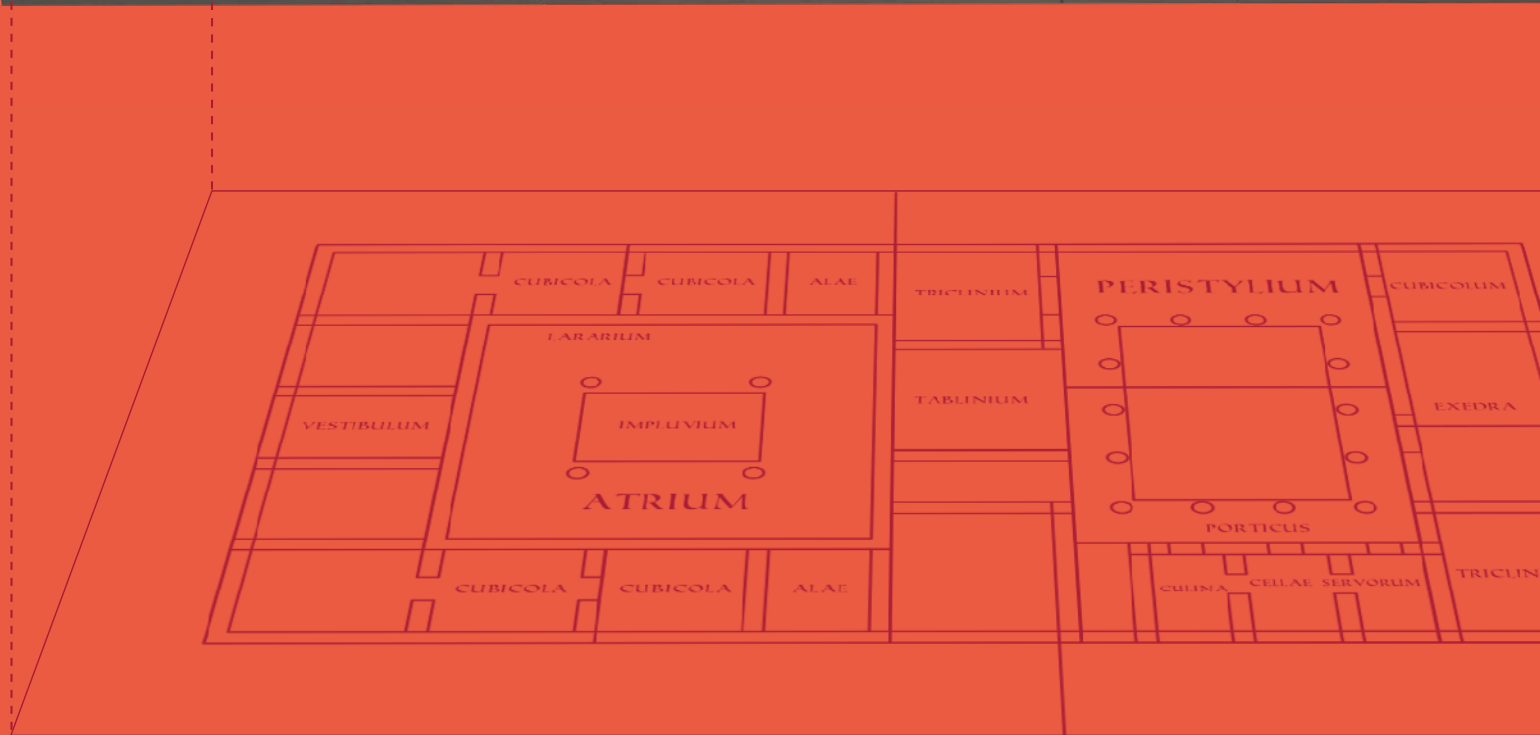 CUBICOLA
CUBICOLA
ALAE
TRICLINIUM
PERISTYLIUM
CUBICOLUM
LARARIUM
VESTIBULUM
IMPLUVIUM
TABLINIUM
EXEDRA
ATRIUM
PORTICUS
CUBICOLA
CUBICOLA
ALAE
CULINA
CELLAE SERVORUM
TRICLIN